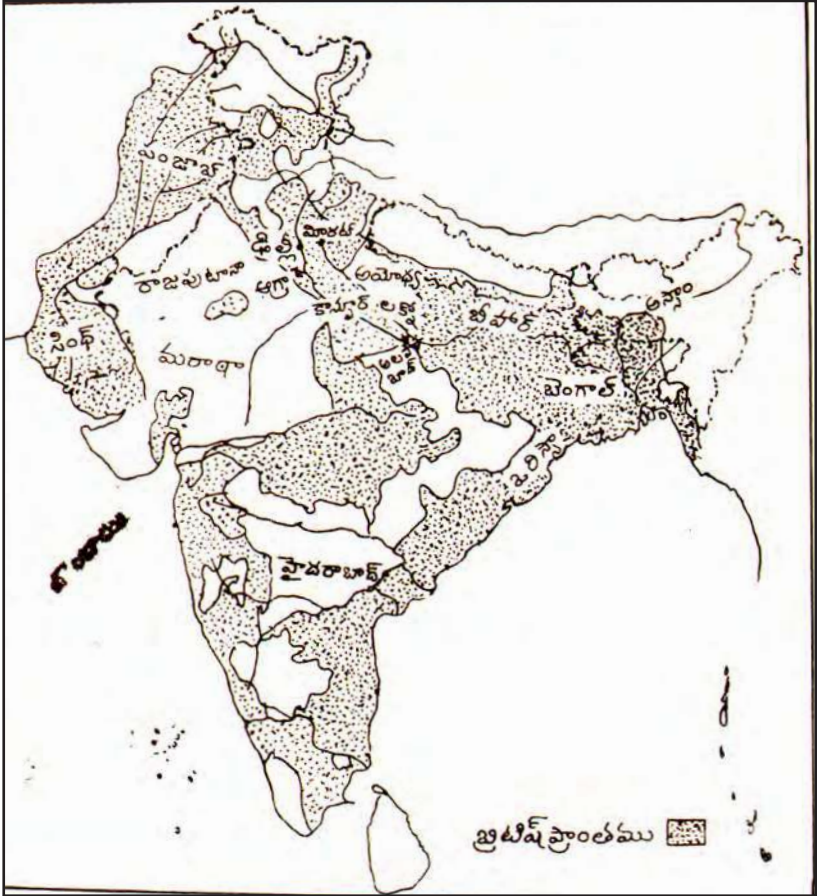 పంజాబ్
ఢిల్లీ
మీరట్
రాజపుటానా
ఆగ్రా
అయోధ్య
కాన్పూర్ లక్నో
బీహార్
అస్సాం
సింధ్
మరాఠా
అలహాబాద్
బెంగాల్
ఒరిస్సా
హైదరాబాద్
బ్రిటిష్ ప్రాంతము